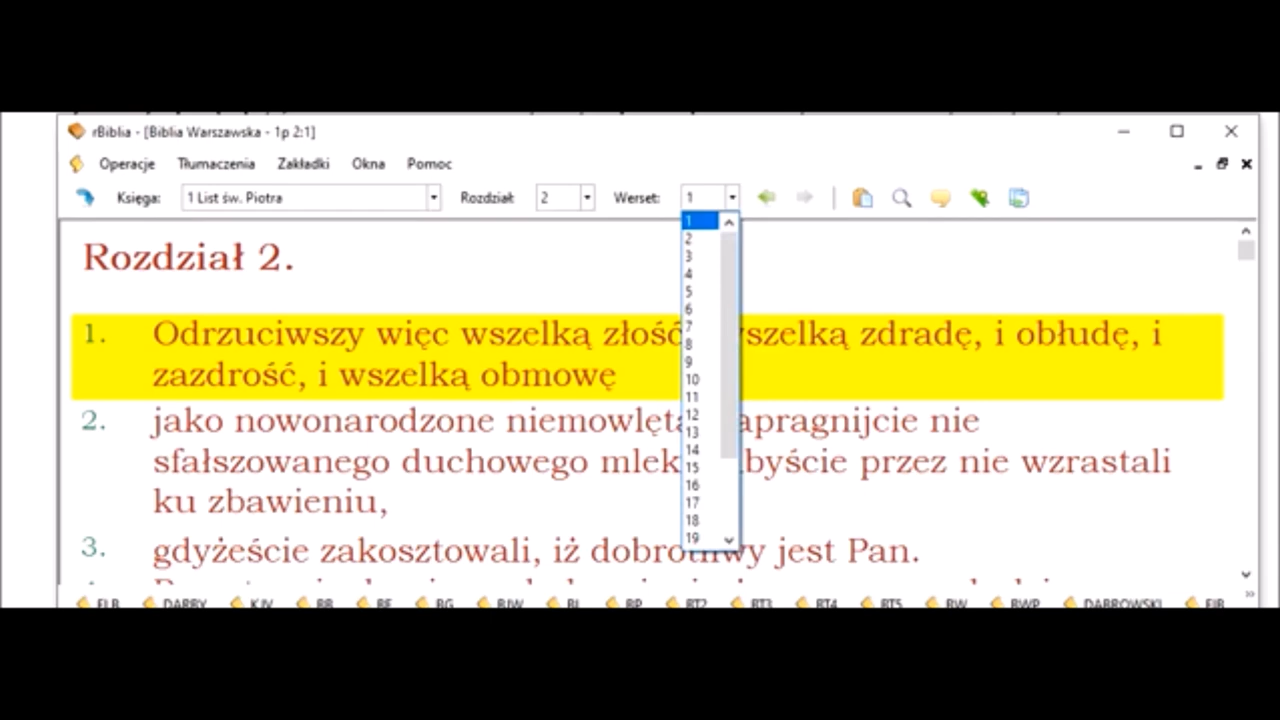 rBiblia - [Biblia Warszawska - 1p 2:1]
Operacje Tłumaczenia Zakładki Okna Pomoc
Księga: 1 List św. Piotra Rozdział: 2 Werset: 1
1
2
3
4
5
6
7
8
9
10
11
12
13
14
15
16
17
18
19
Rozdział 2.
1. Odrzuciwszy więc wszelką złość wszelką zdradę, i obłudę, i
zazdrość, i wszelką obmowę
2. jako nowonarodzone niemowlęta apragnijcie nie
sfałszowanego duchowego mlek byście przez nie wzrastali
ku zbawieniu,
3. gdyżeście zakosztowali, iż dobrotliwy jest Pan.
FLB DARBY KJV BB BE BG BJW BL BP BT2 BT3 BT4 BT5 BW BWP DABROWSKI EIB